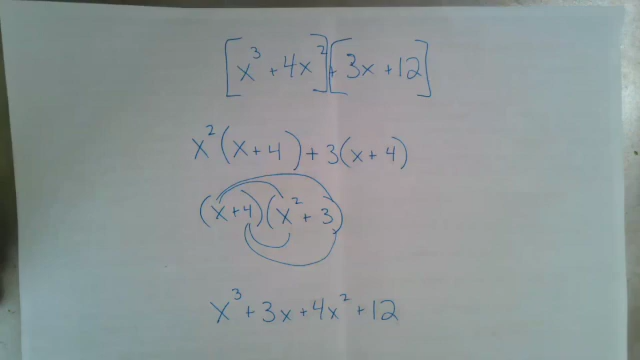 [x³ + 4x²] + [3x + 12]
x²(x + 4) + 3(x + 4)
(x + 4)(x² + 3)
x³ + 3x + 4x² + 12